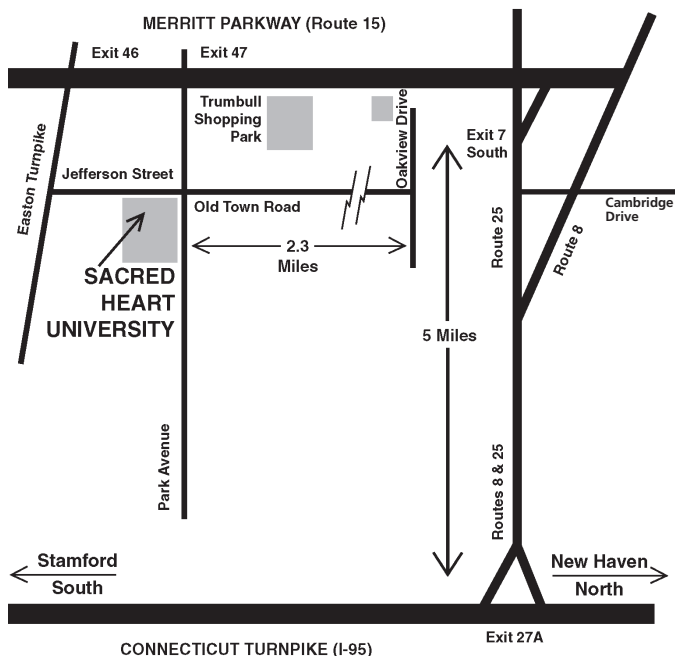 MERRITT PARKWAY (Route 15)
Exit 46
Exit 47
Trumbull
Shopping
Park
Oakview Drive
Exit 7
South
Easton Turnpike
Jefferson Street
Old Town Road
Cambridge
Drive
Route 25
Route 8
2.3
Miles
SACRED
HEART
UNIVERSITY
5 Miles
Park Avenue
Routes 8 & 25
Stamford
South
New Haven
North
Exit 27A
CONNECTICUT TURNPIKE (I-95)